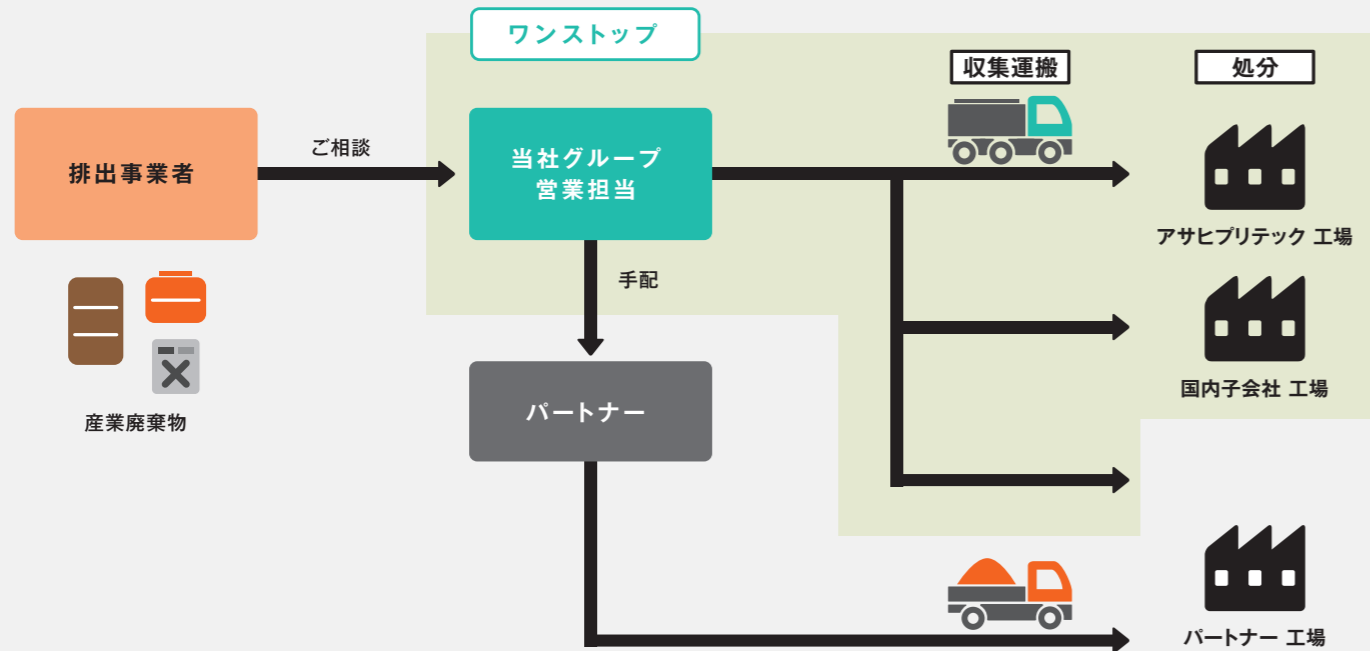 ワンストップ
収集運搬
処分
排出事業者
ご相談
当社グループ
営業担当
アサヒプリテック 工場
手配
国内子会社 工場
パートナー
産業廃棄物
パートナー 工場